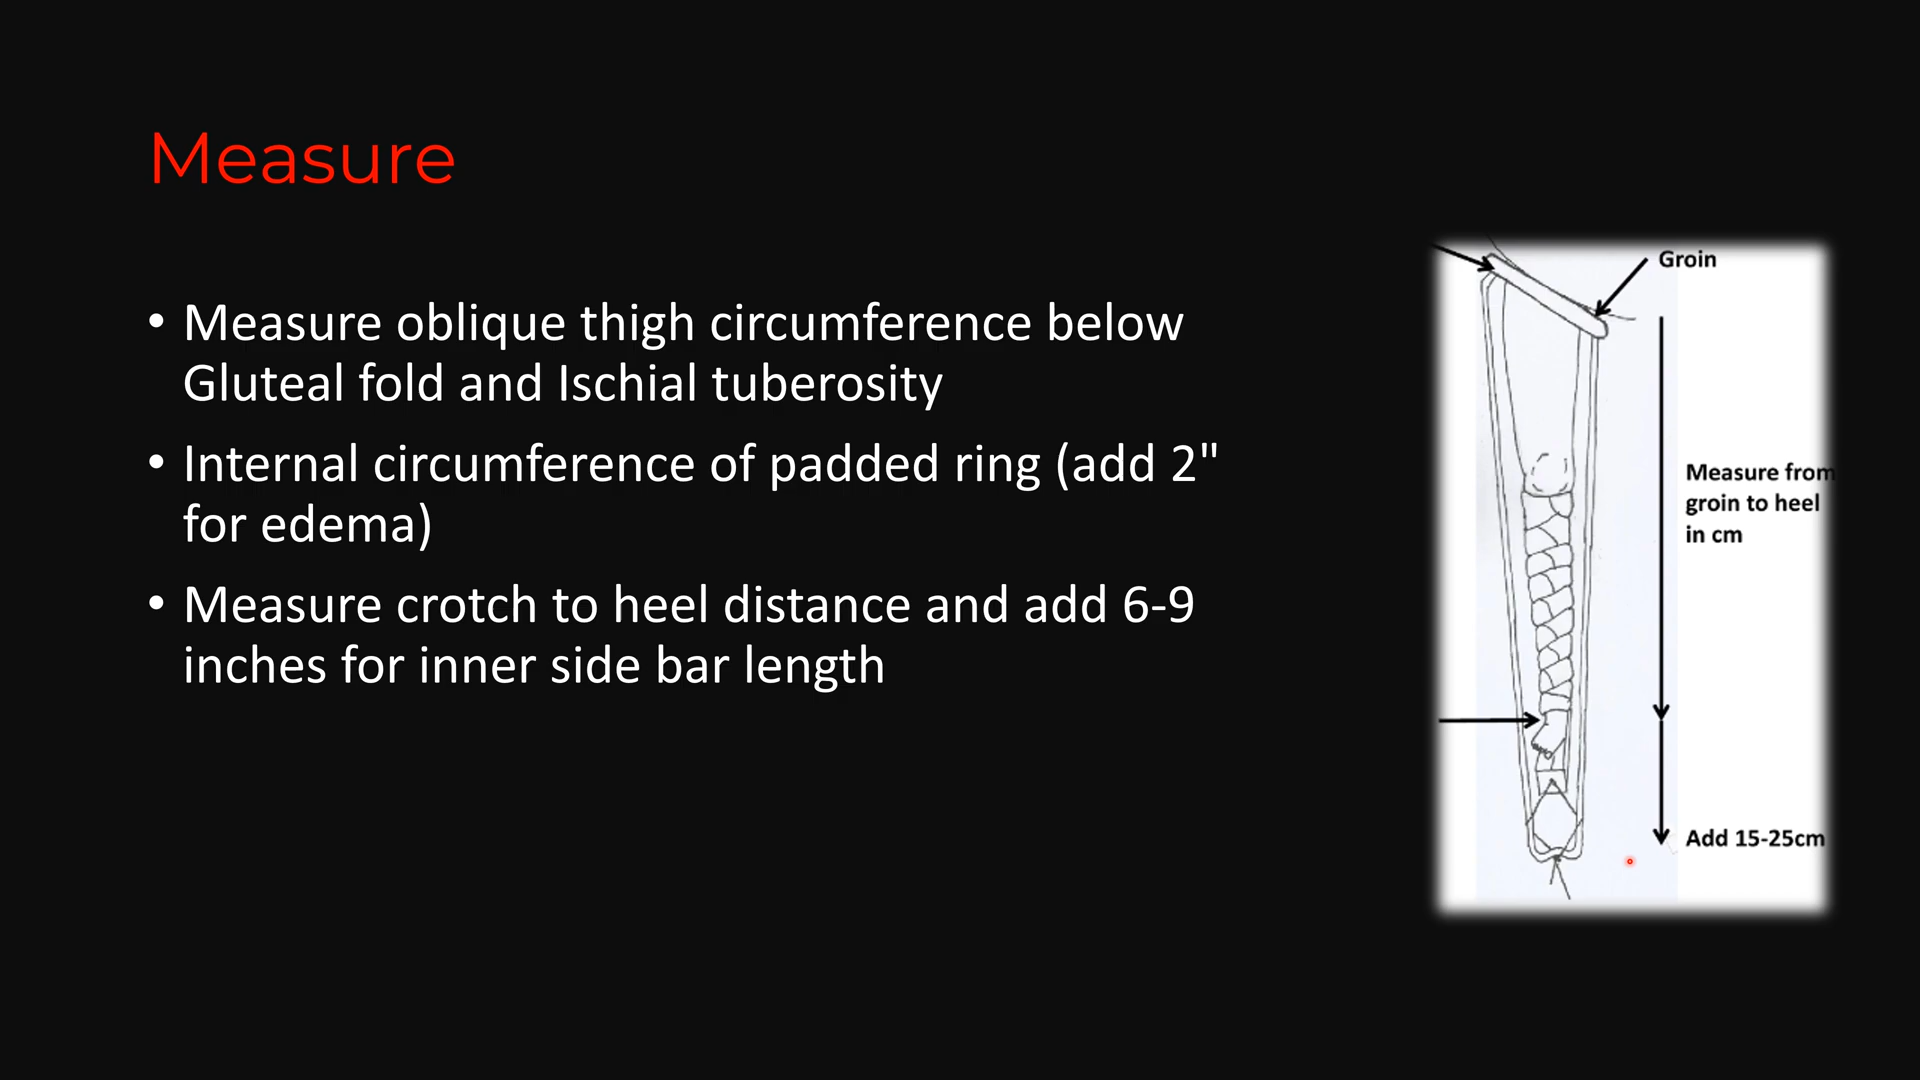 Measure
• Measure oblique thigh circumference below
Gluteal fold and Ischial tuberosity
• Internal circumference of padded ring (add 2"
for edema)
• Measure crotch to heel distance and add 6-9
inches for inner side bar length
Groin
Measure from
groin to heel
in cm
Add 15-25cm